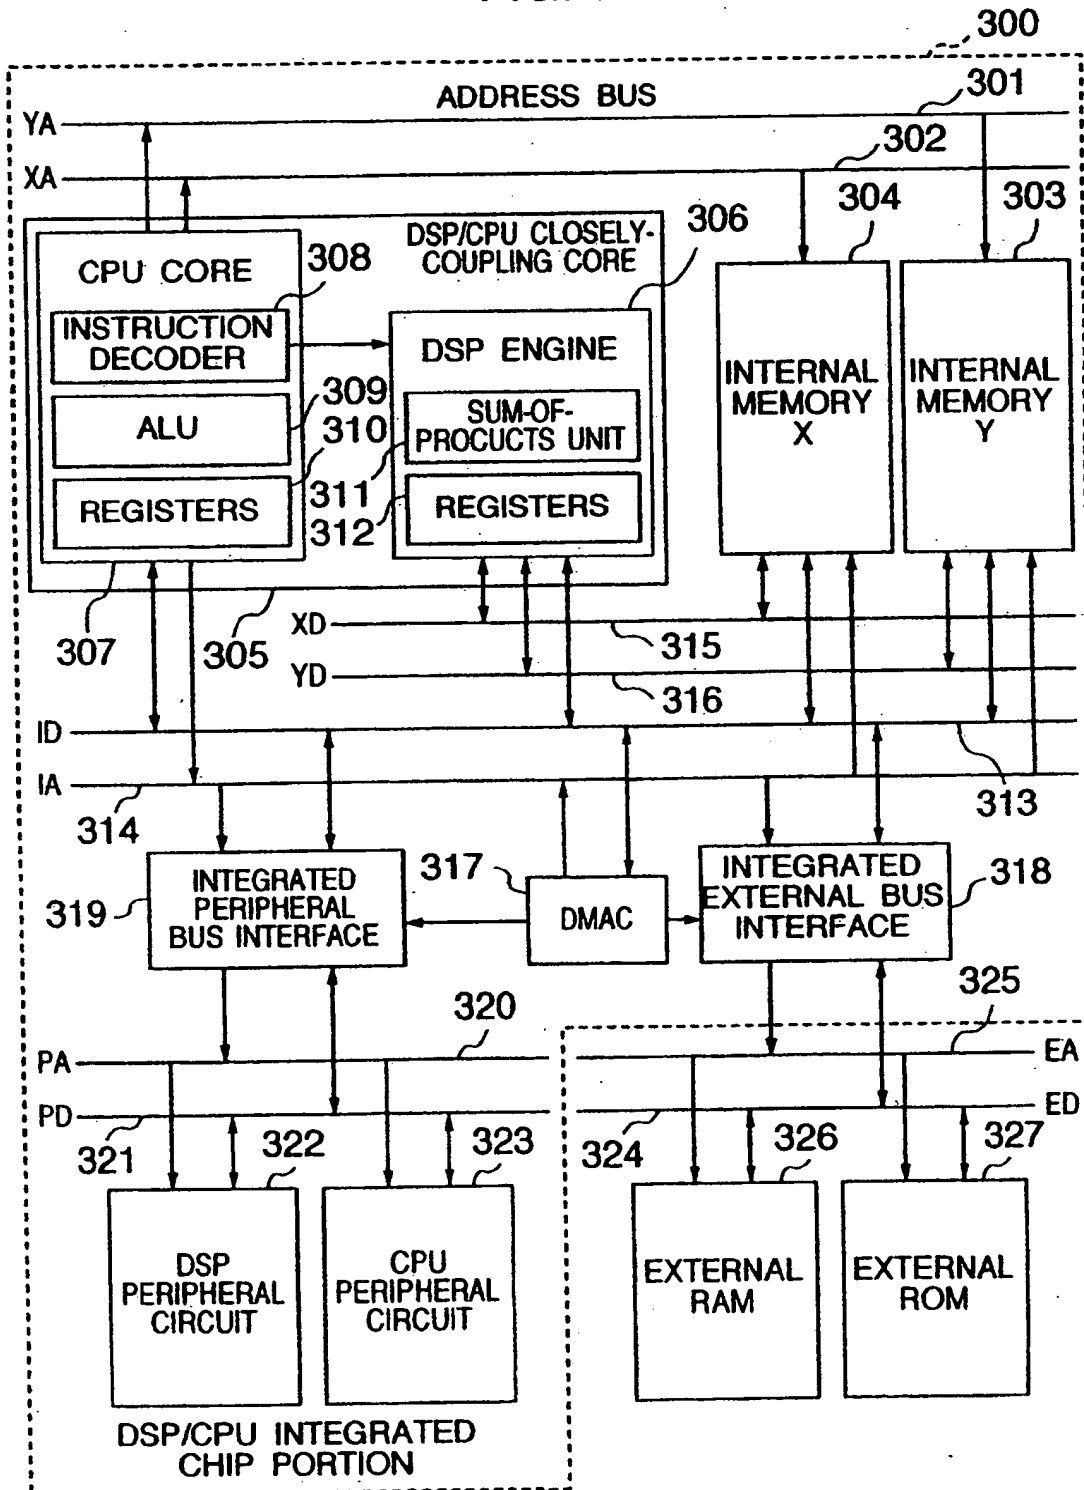 300
ADDRESS BUS
301
YA
302
XA
304
303
306
DSP/CPU CLOSELY-
COUPLING CORE
CPU CORE
308
INSTRUCTION
DECODER
DSP ENGINE
INTERNAL
MEMORY
X
INTERNAL
MEMORY
Y
309
ALU
310
SUM-OF-
PROCUCTS UNIT
311
REGISTERS
312
REGISTERS
307
305
XD
315
YD
316
ID
IA
314
313
317
319
INTEGRATED
PERIPHERAL
BUS INTERFACE
DMAC
INTEGRATED
EXTERNAL BUS
INTERFACE
318
320
325
PA
EA
PD
ED
321
322
323
324
326
327
DSP
PERIPHERAL
CIRCUIT
CPU
PERIPHERAL
CIRCUIT
EXTERNAL
RAM
EXTERNAL
ROM
DSP/CPU INTEGRATED
CHIP PORTION